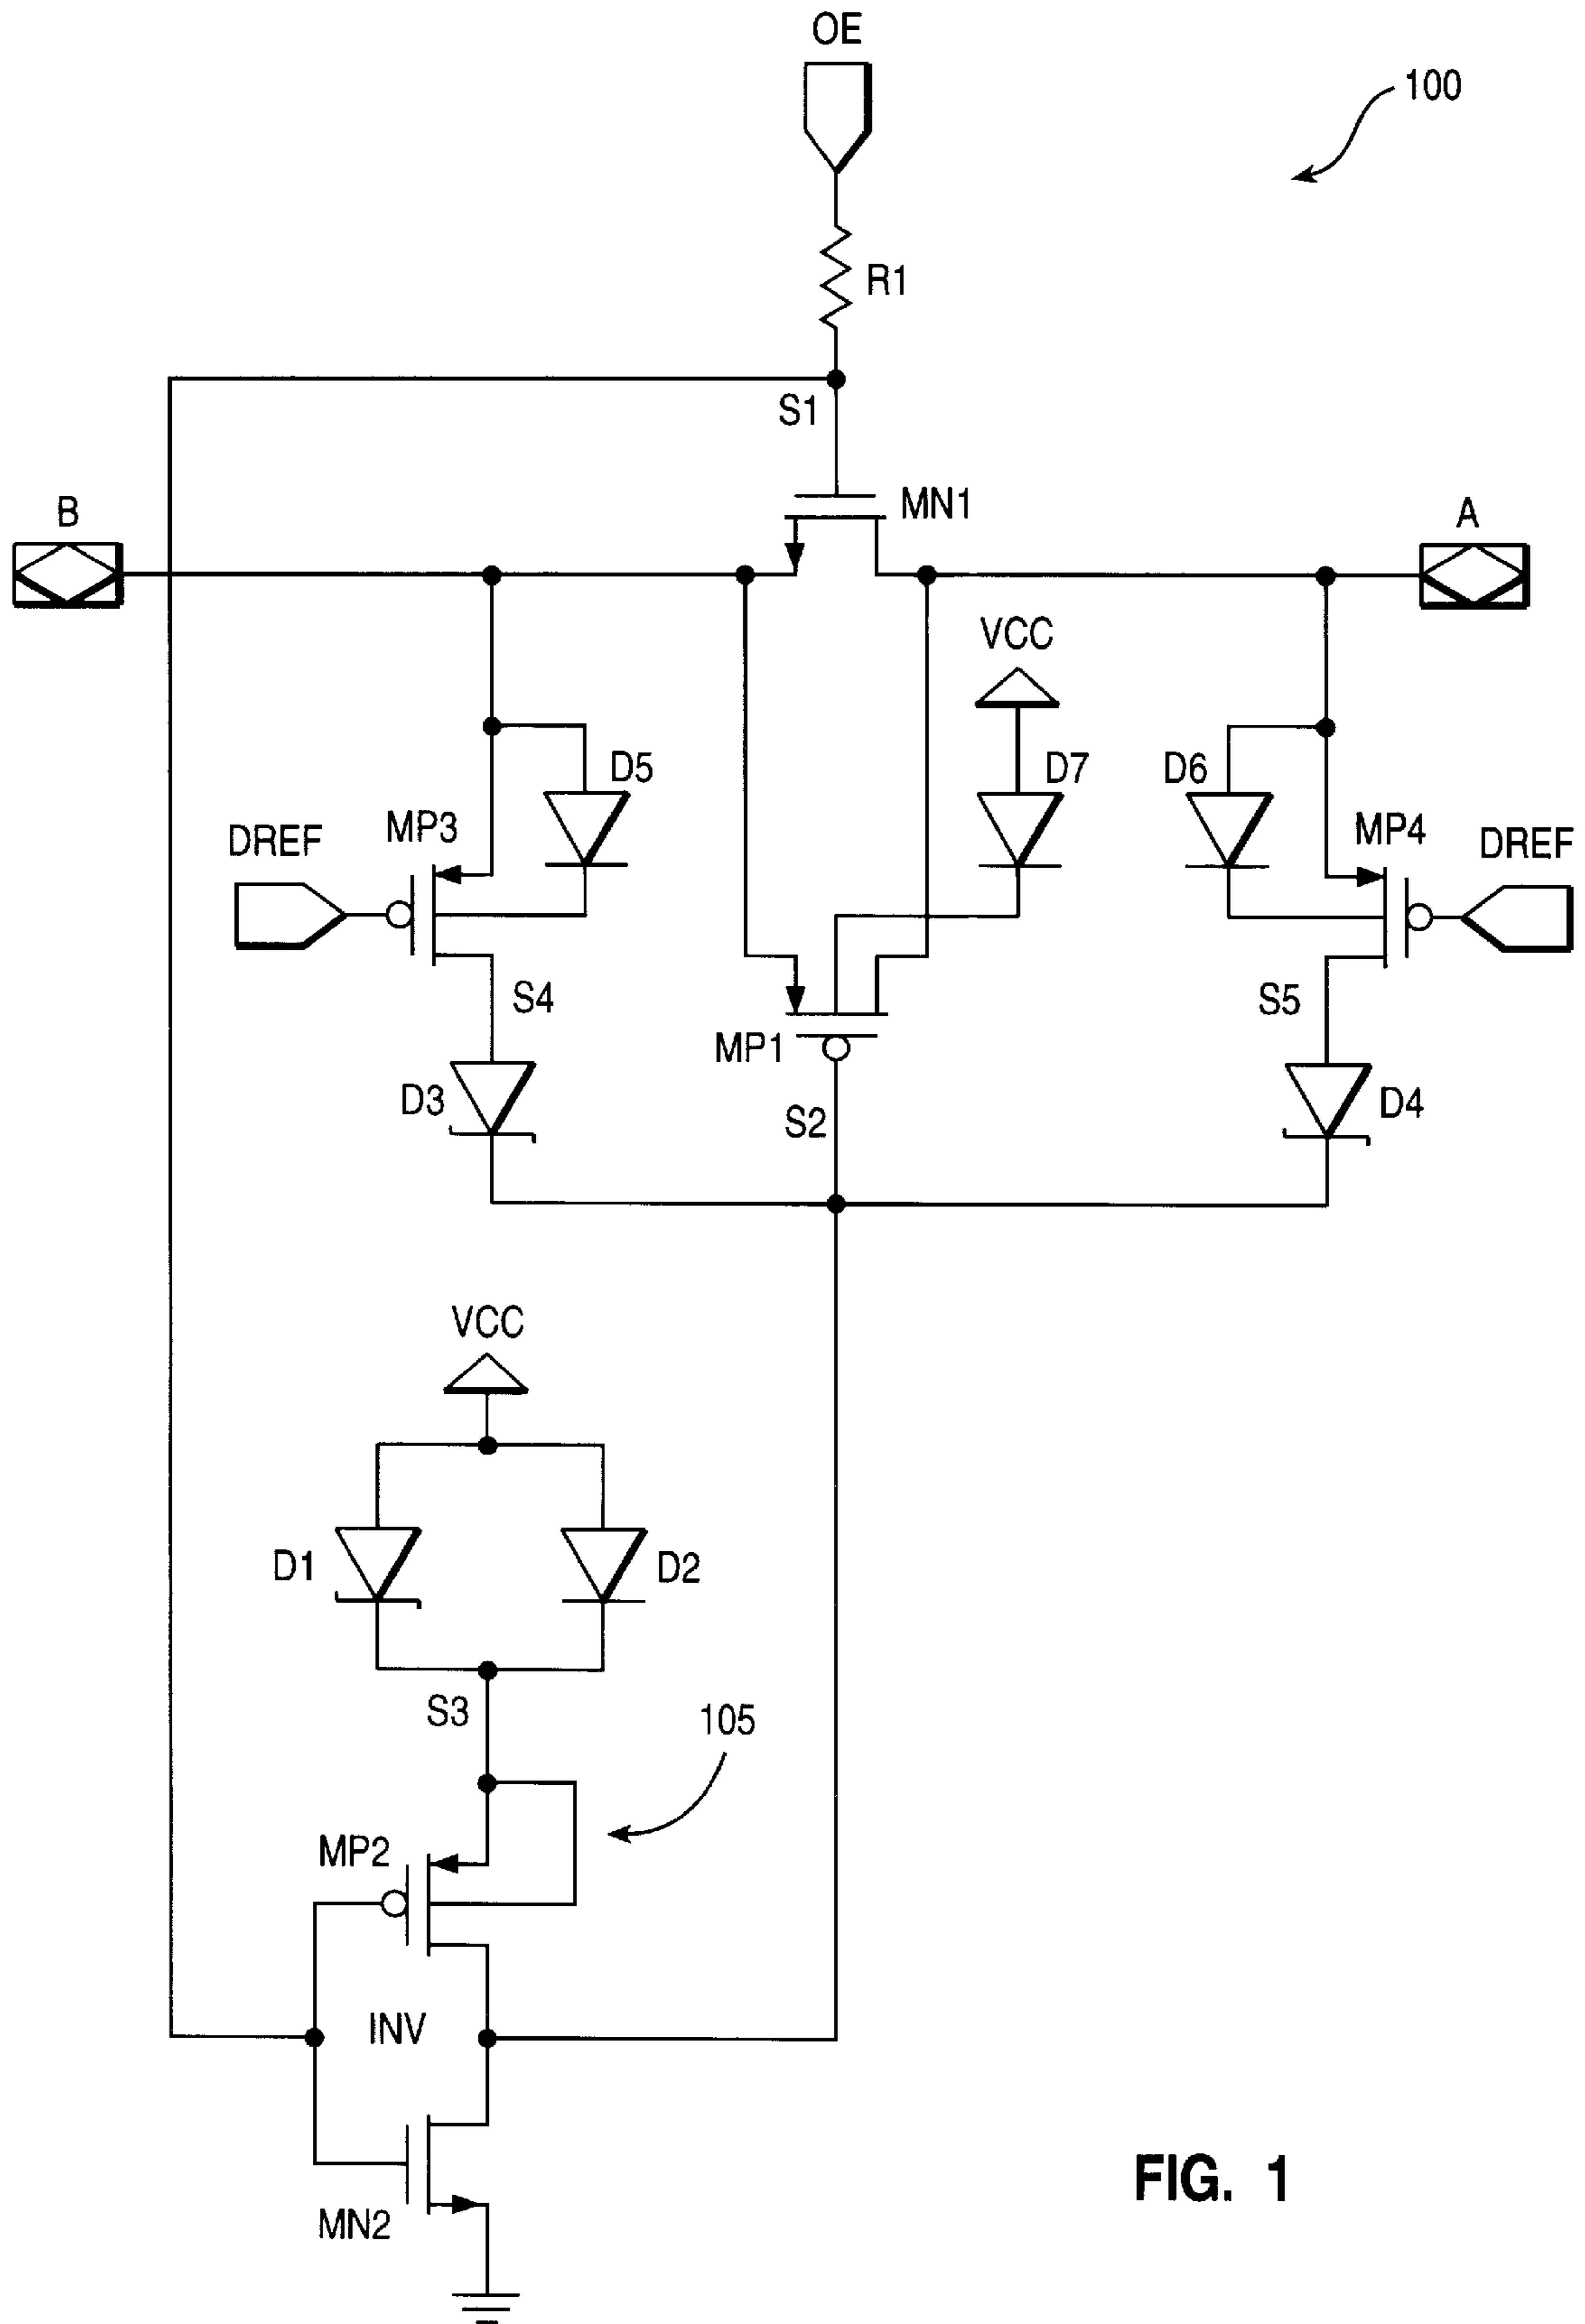 OE
100
R1
S1
MN1
B
A
VCC
D5
D7
D6
MP3
MP4
DREF
DREF
S4
S5
MP1
D3
S2
D4
VCC
D1
D2
S3
105
MP2
INV
MN2
FIG. 1